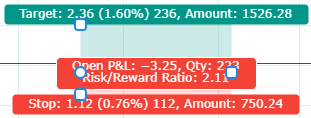 Target: 2.36 (1.60%) 236, Amount: 1526.28
Open P&L: −3.25, Qty: 223
Risk/Reward Ratio: 2.11
Stop: 1.12 (0.76%) 112, Amount: 750.24